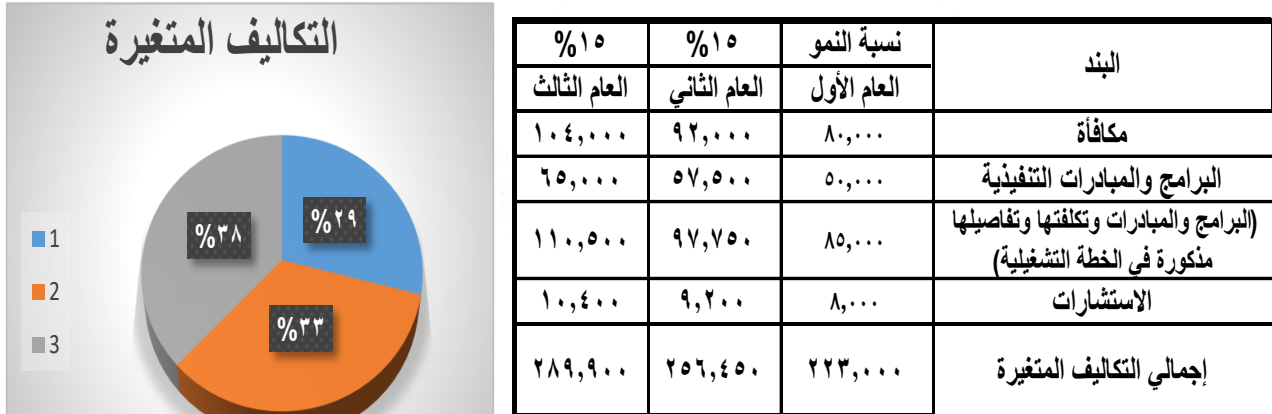 التكاليف المتغيرة
%٢٩
%٣٨
%٣٣
1
2
3
البند نسبة النمو %١٥ %١٥
العام الأول العام الثاني العام الثالث
مكافأة ٨٠,٠٠٠ ٩٢,٠٠٠ ١٠٤,٠٠٠
البرامج والمبادرات التنفيذية ٥٠,٠٠٠ ٥٧,٥٠٠ ٦٥,٠٠٠
(البرامج والمبادرات وتكلفتها وتفاصيلها
مذكورة في الخطة التشغيلية) ٨٥,٠٠٠ ٩٧,٧٥٠ ١١٠,٥٠٠
الاستشارات ٨,٠٠٠ ٩,٢٠٠ ١٠,٤٠٠
إجمالي التكاليف المتغيرة ٢٢٣,٠٠٠ ٢٥٦,٤٥٠ ٢٨٩,٩٠٠